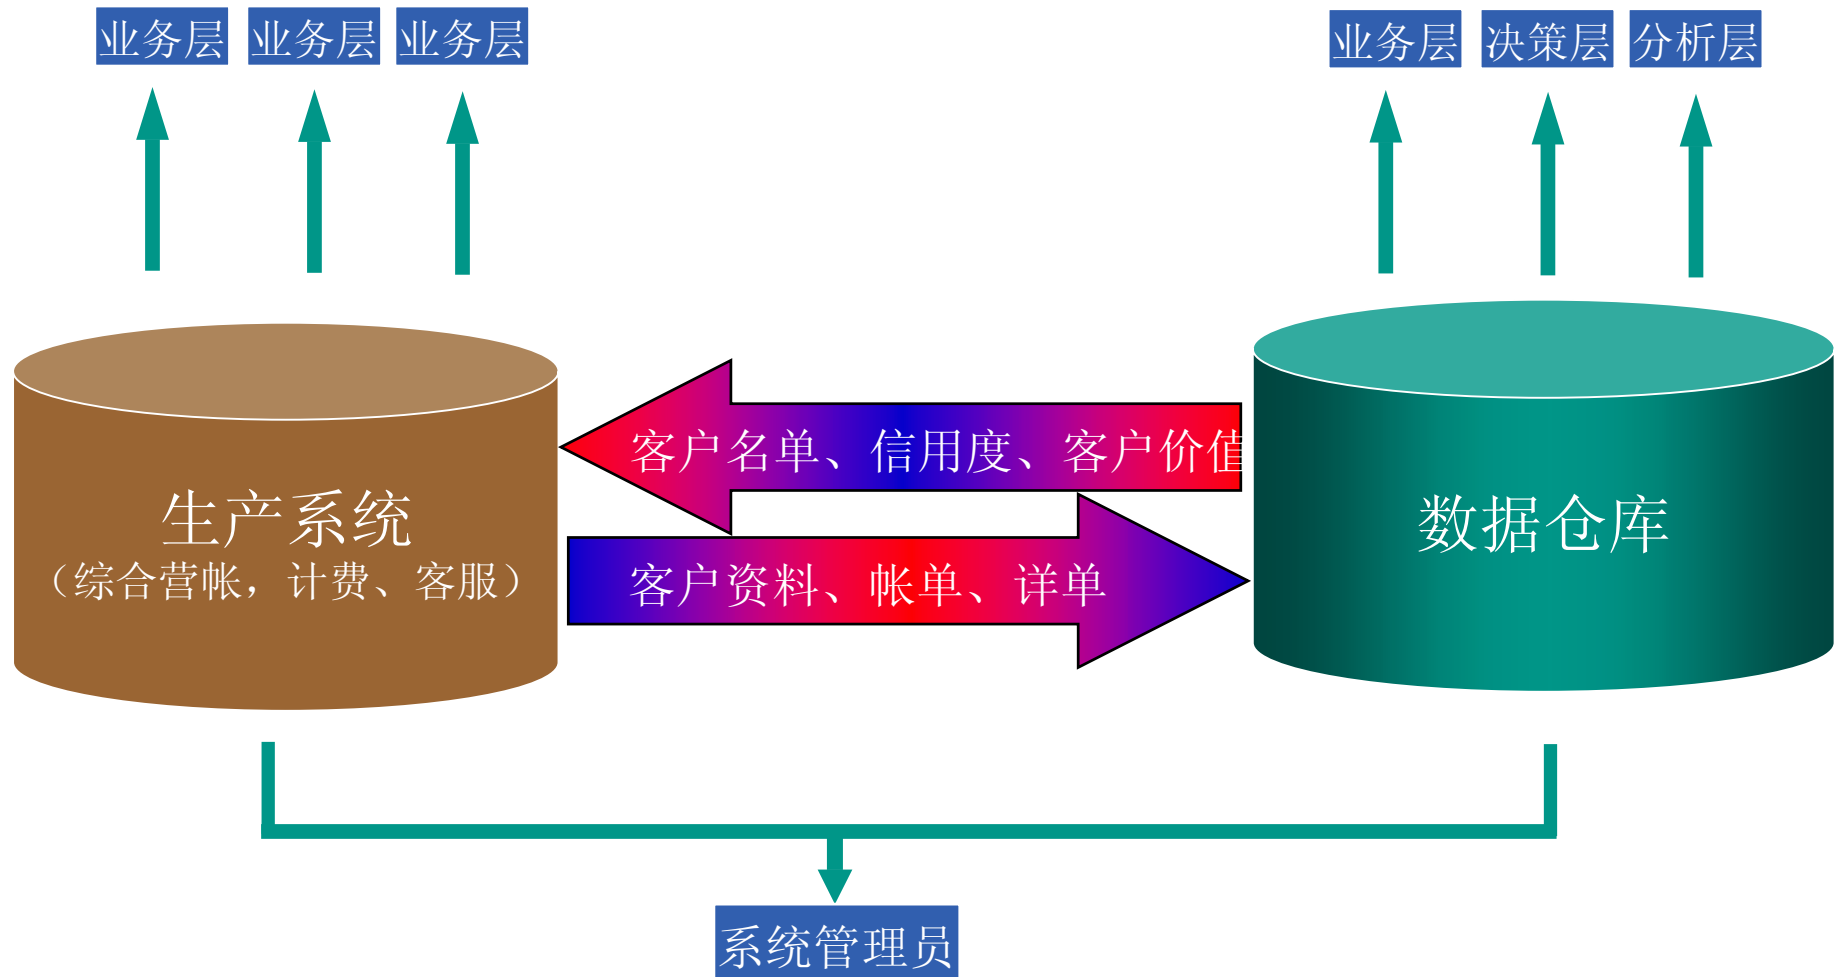 业务层 业务层 业务层 业务层 决策层 分析层
客户名单、信用度、客户价值
生产系统
数据仓库
（综合营帐，计费、客服）
客户资料、帐单、详单
系统管理员